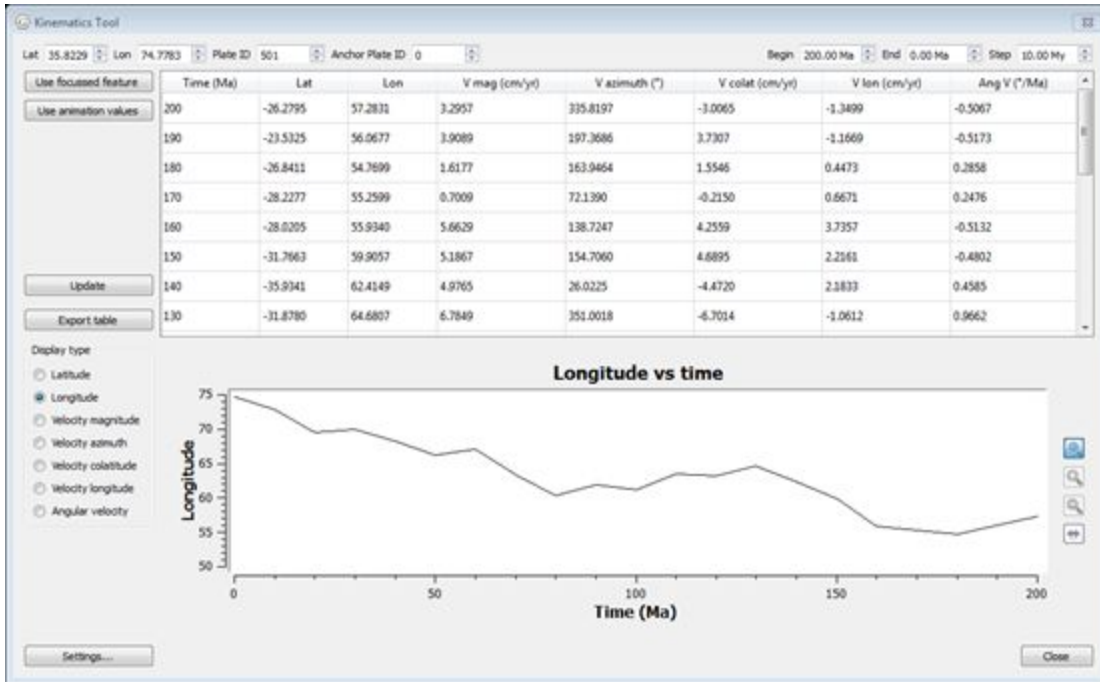 Kinematics Tool
Lat 35.8229 Lon 74.7783 Plate ID 501 Anchor Plate ID 0 Begin 200.00 Ma End 0.00 Ma Step 10.00 My
Use focussed feature
Use animation values
Time (Ma) Lat Lon V mag (cm/yr) V azimuth (°) V colat (cm/yr) V lon (cm/yr) Ang V (°/Ma)
200 -26.2795 57.2831 3.2957 335.8197 -3.0065 -1.3499 -0.5067
190 -23.5325 56.0677 3.9089 197.3686 3.7307 -1.1669 -0.5173
180 -26.8411 54.7699 1.6177 163.9464 1.5546 0.4473 0.2858
170 -28.2277 55.2599 0.7009 72.1390 -0.2150 0.6671 0.2476
160 -28.0205 55.9340 5.6629 138.7247 4.2559 3.7357 -0.5132
150 -31.7663 59.9057 5.1867 154.7060 4.6895 2.2161 -0.4802
140 -35.9341 62.4149 4.9765 26.0225 -4.4720 2.1833 0.4585
130 -31.8780 64.6807 6.7849 351.0018 -6.7014 -1.0612 0.9662
Update
Export table
Display type
Latitude
Longitude
Velocity magnitude
Velocity azimuth
Velocity colatitude
Velocity longitude
Angular velocity
Longitude vs time
Longitude
75
70
65
60
55
50
0 50 100 150 200
Time (Ma)
Settings...
Close